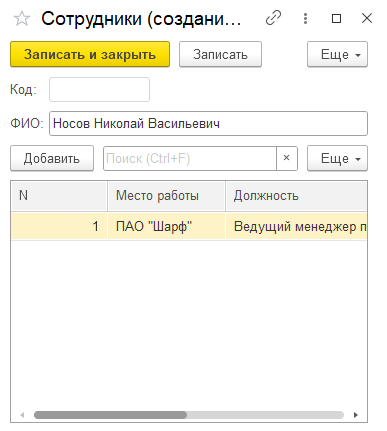 Сотрудники (создани...
Записать и закрыть Записать Еще
Код:
ФИО: Носов Николай Васильевич
Добавить Поиск (Ctrl+F) × Еще
N Место работы Должность
1 ПАО "Шарф" Ведущий менеджер п